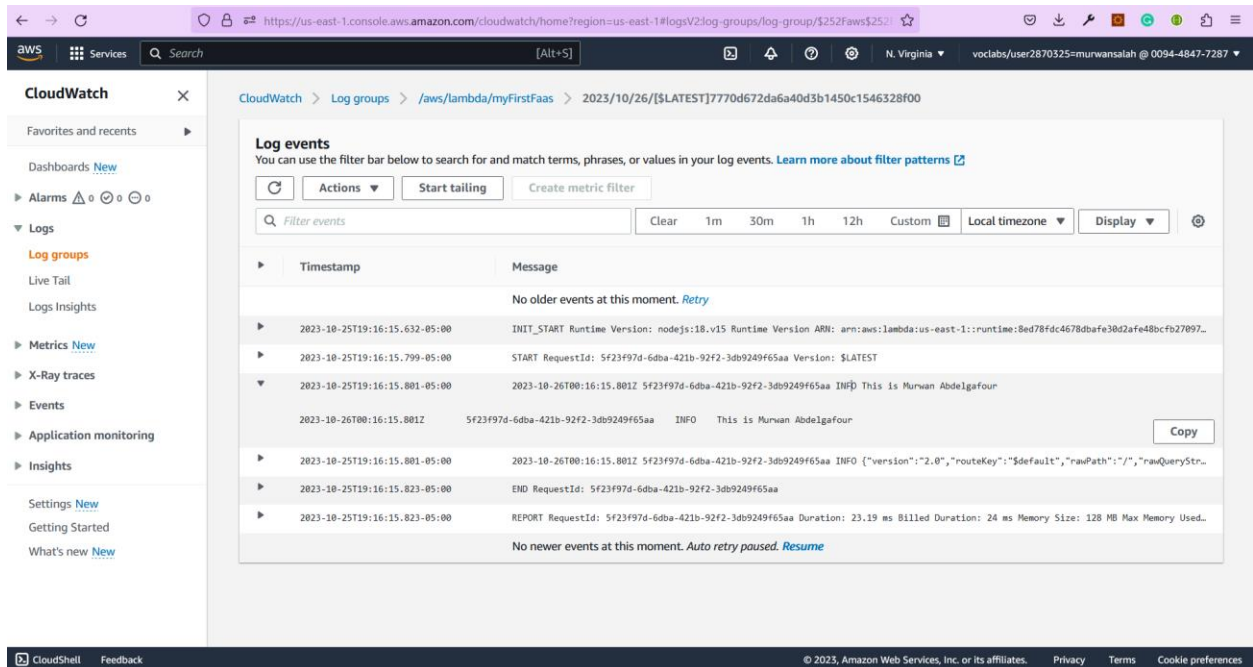 https://us-east-1.console.aws.amazon.com/cloudwatch/home?region=us-east-1#logsV2:log-groups/log-group/$252Faws$252
aws Services Search [Alt+S] N. Virginia voclabs/user2870325=murwansalah @ 0094-4847-7287
CloudWatch
Favorites and recents
Dashboards New
Alarms 0 0 0
Logs
Log groups
Live Tail
Logs Insights
Metrics New
X-Ray traces
Events
Application monitoring
Insights
Settings New
Getting Started
What's new New
CloudWatch > Log groups > /aws/lambda/myFirstFaas > 2023/10/26/[$LATEST]7770d672da6a40d3b1450c1546328f00
Log events
You can use the filter bar below to search for and match terms, phrases, or values in your log events. Learn more about filter patterns
Actions Start tailing Create metric filter
Filter events Clear 1m 30m 1h 12h Custom Local timezone Display
Timestamp Message
No older events at this moment. Retry
2023-10-25T19:16:15.632-05:00 INIT_START Runtime Version: nodejs:18.v15 Runtime Version ARN: arn:aws:lambda:us-east-1::runtime:8ed78fdc4678dbafe30d2afe48bcfb27097…
2023-10-25T19:16:15.799-05:00 START RequestId: 5f23f97d-6dba-421b-92f2-3db9249f65aa Version: $LATEST
2023-10-25T19:16:15.801-05:00 2023-10-26T00:16:15.801Z 5f23f97d-6dba-421b-92f2-3db9249f65aa INFO This is Murwan Abdelgafour
2023-10-26T00:16:15.801Z 5f23f97d-6dba-421b-92f2-3db9249f65aa INFO This is Murwan Abdelgafour
Copy
2023-10-25T19:16:15.801-05:00 2023-10-26T00:16:15.801Z 5f23f97d-6dba-421b-92f2-3db9249f65aa INFO {"version":"2.0","routeKey":"$default","rawPath":"/","rawQueryStr…
2023-10-25T19:16:15.823-05:00 END RequestId: 5f23f97d-6dba-421b-92f2-3db9249f65aa
2023-10-25T19:16:15.823-05:00 REPORT RequestId: 5f23f97d-6dba-421b-92f2-3db9249f65aa Duration: 23.19 ms Billed Duration: 24 ms Memory Size: 128 MB Max Memory Used…
No newer events at this moment. Auto retry paused. Resume
CloudShell Feedback © 2023, Amazon Web Services, Inc. or its affiliates. Privacy Terms Cookie preferences